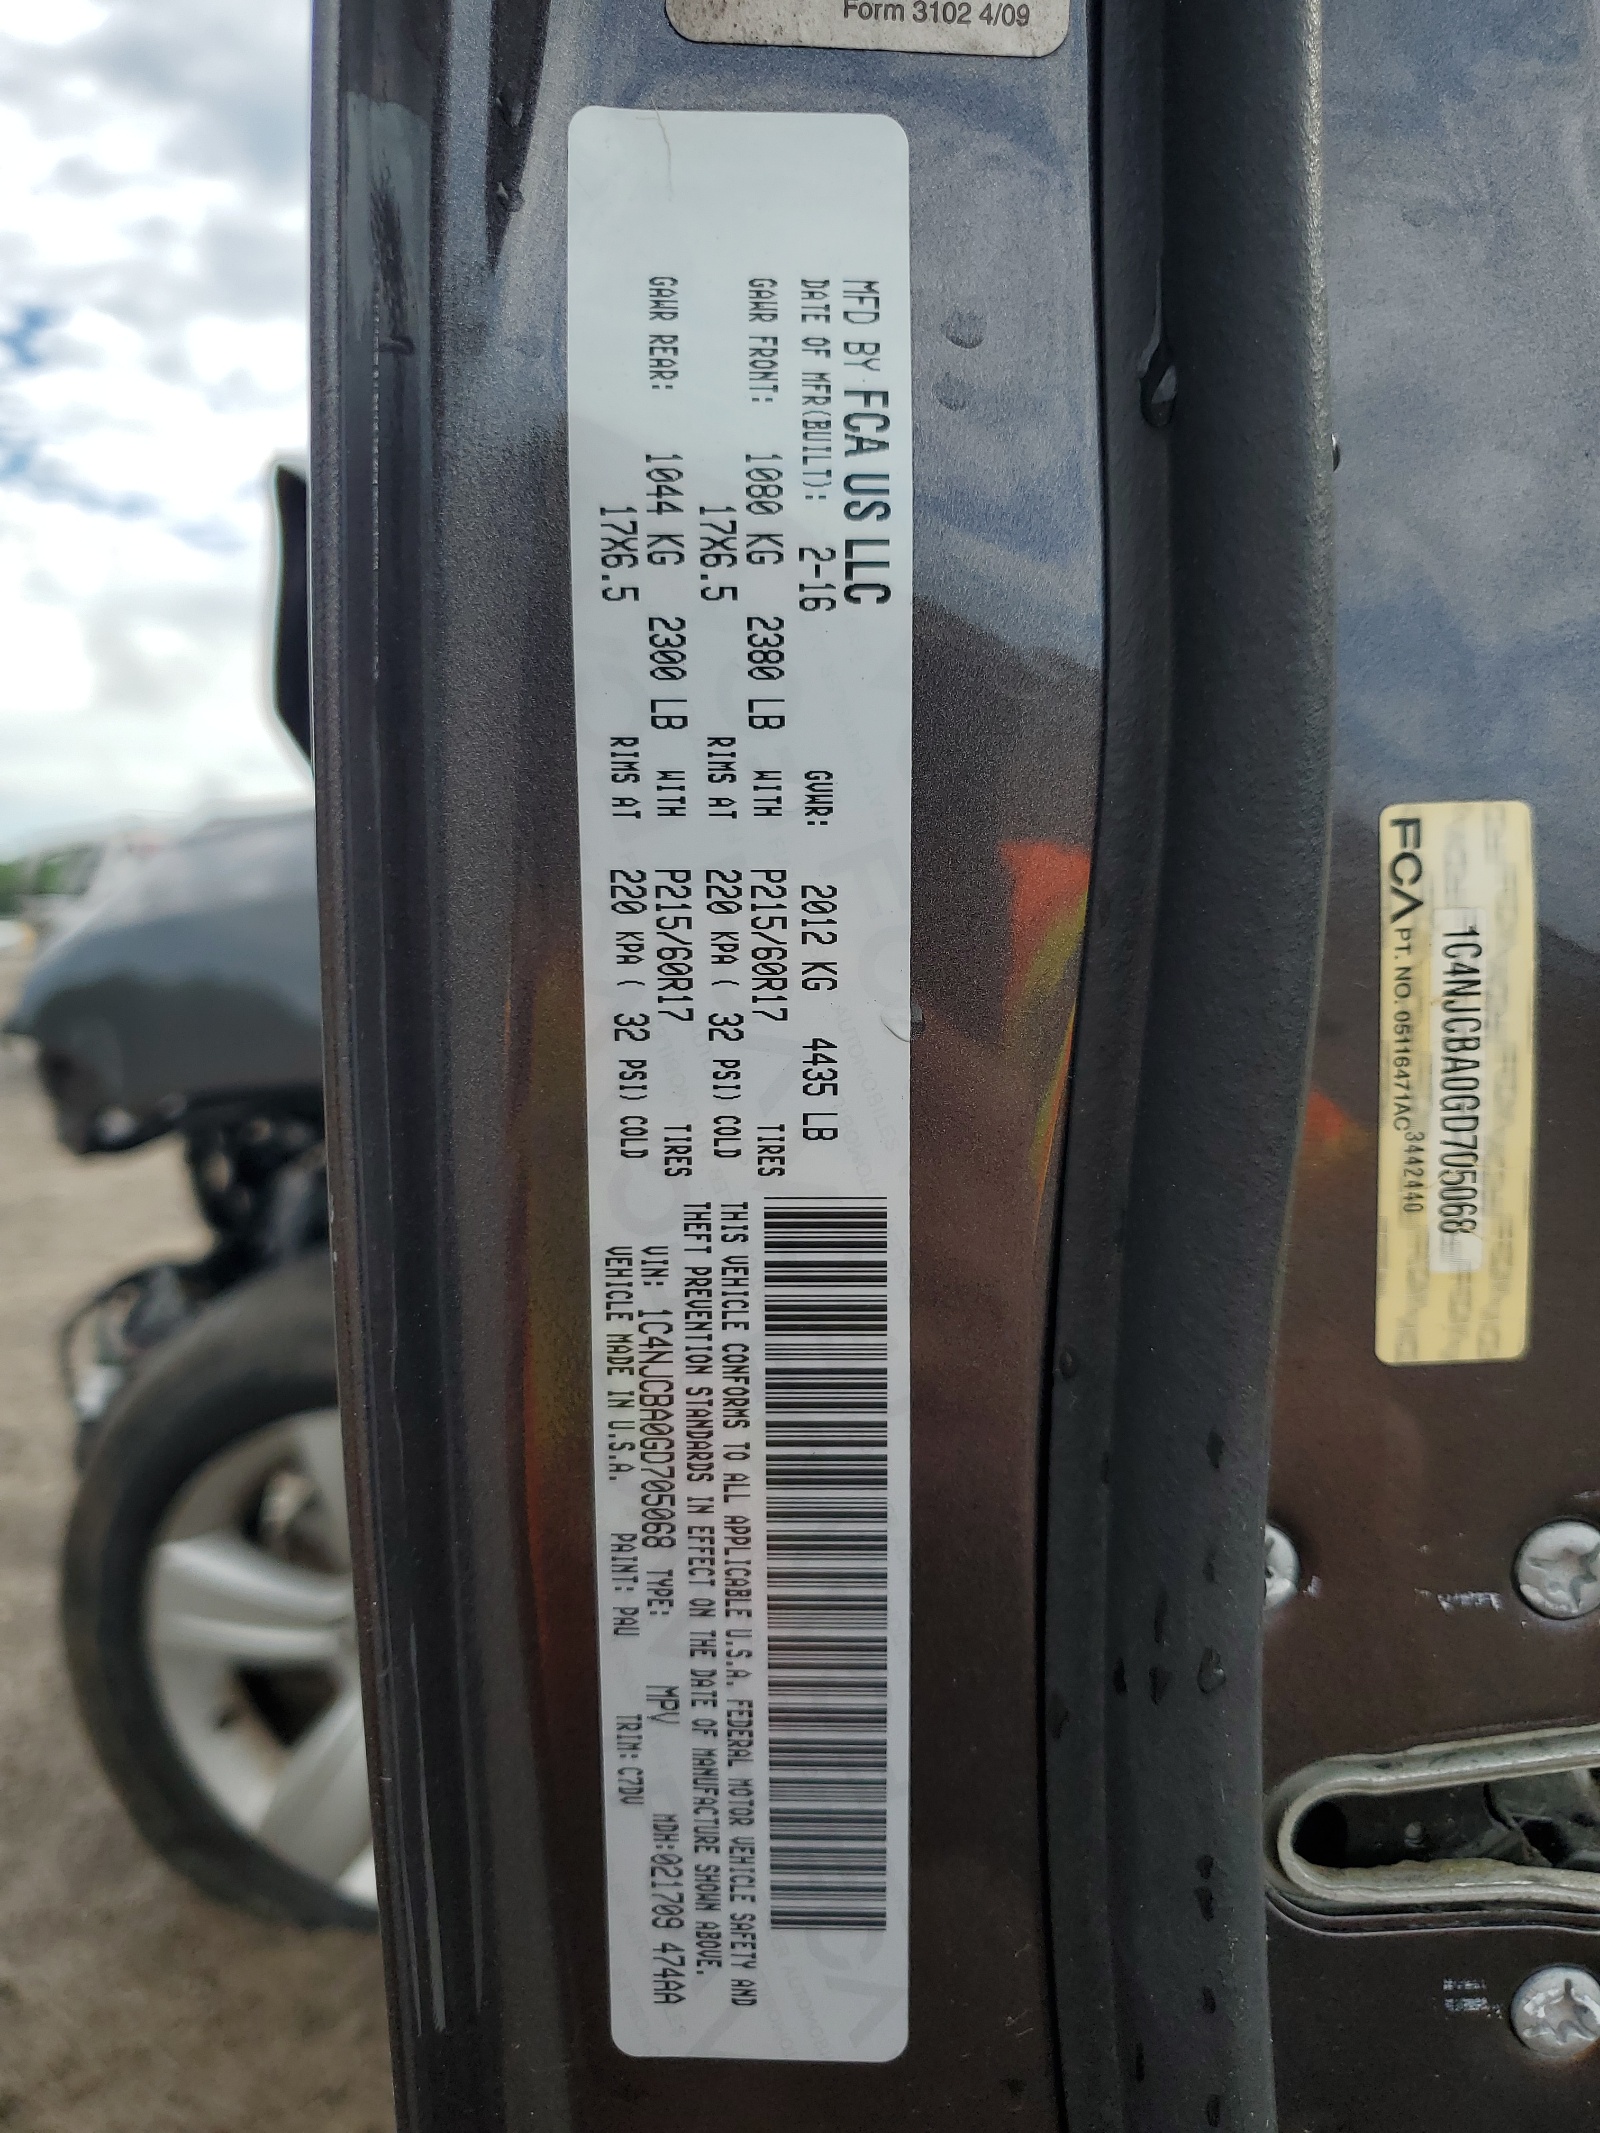 Form 3102 4/09
MFD BY FCA US LLC
DATE OF MFR(BUILT): 2-16 GVWR: 2012 KG 4435 LB
GAWR FRONT: 1080 KG 2380 LB WITH P215/60R17 TIRES
17X6.5 RIMS AT 220 KPA ( 32 PSI) COLD
GAWR REAR: 1044 KG 2300 LB WITH P215/60R17 TIRES
17X6.5 RIMS AT 220 KPA ( 32 PSI) COLD
THIS VEHICLE CONFORMS TO ALL APPLICABLE U.S.A. FEDERAL MOTOR VEHICLE SAFETY AND
THEFT PREVENTION STANDARDS IN EFFECT ON THE DATE OF MANUFACTURE SHOWN ABOVE.
VIN: 1C4NJCBA0GD705068 TYPE: MPV MDH:021709 474AA
VEHICLE MADE IN U.S.A. PAINT: PAU TRIM: C7DV
1C4NJCBA0GD705068
3442440
FCA PT. NO. 05116471AC